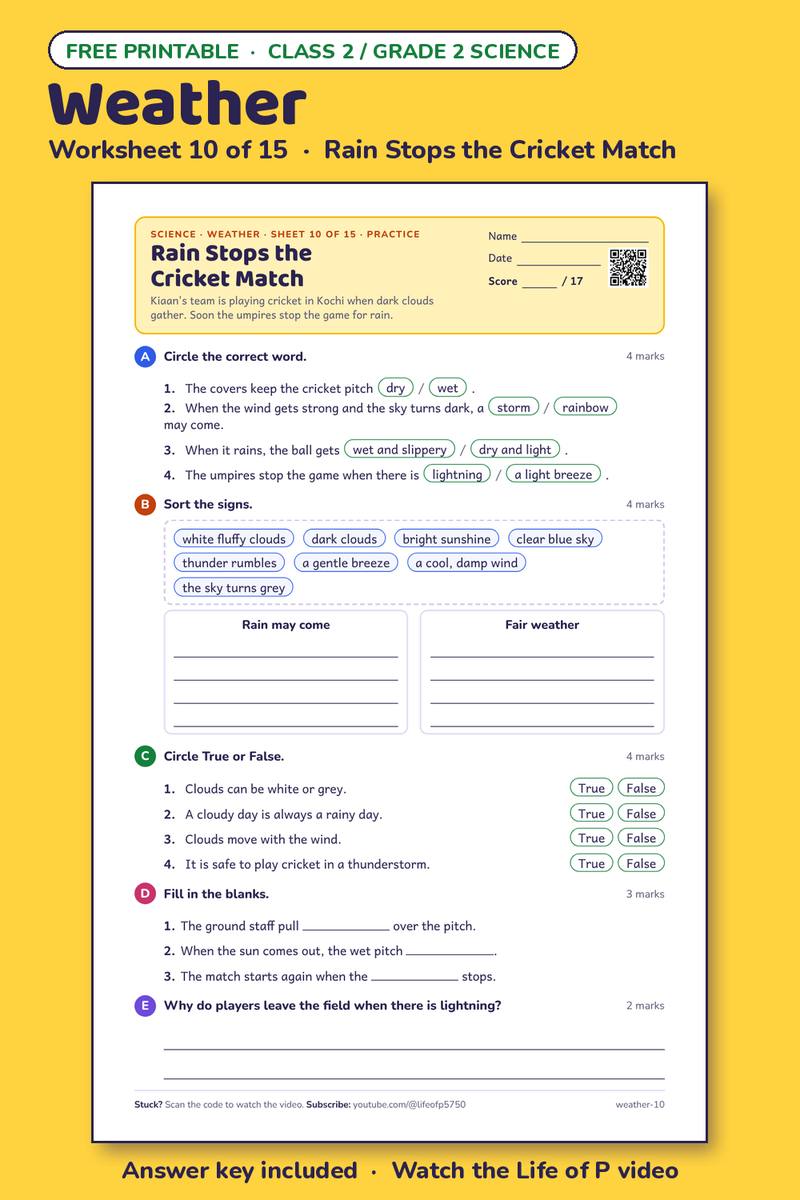 FREE PRINTABLE · CLASS 2 / GRADE 2 SCIENCE
Weather
Worksheet 10 of 15 · Rain Stops the Cricket Match
SCIENCE · WEATHER · SHEET 10 OF 15 · PRACTICE
Rain Stops the
Cricket Match
Kiaan's team is playing cricket in Kochi when dark clouds
gather. Soon the umpires stop the game for rain.
Name
Date
Score / 17
A Circle the correct word. 4 marks
1. The covers keep the cricket pitch dry / wet .
2. When the wind gets strong and the sky turns dark, a storm / rainbow
may come.
3. When it rains, the ball gets wet and slippery / dry and light .
4. The umpires stop the game when there is lightning / a light breeze .
B Sort the signs. 4 marks
white fluffy clouds dark clouds bright sunshine clear blue sky
thunder rumbles a gentle breeze a cool, damp wind
the sky turns grey
Rain may come Fair weather
C Circle True or False. 4 marks
1. Clouds can be white or grey. True False
2. A cloudy day is always a rainy day. True False
3. Clouds move with the wind. True False
4. It is safe to play cricket in a thunderstorm. True False
D Fill in the blanks. 3 marks
1. The ground staff pull ____________ over the pitch.
2. When the sun comes out, the wet pitch ____________.
3. The match starts again when the ____________ stops.
E Why do players leave the field when there is lightning? 2 marks
Stuck? Scan the code to watch the video. Subscribe: youtube.com/@lifeofp5750 weather-10
Answer key included · Watch the Life of P video